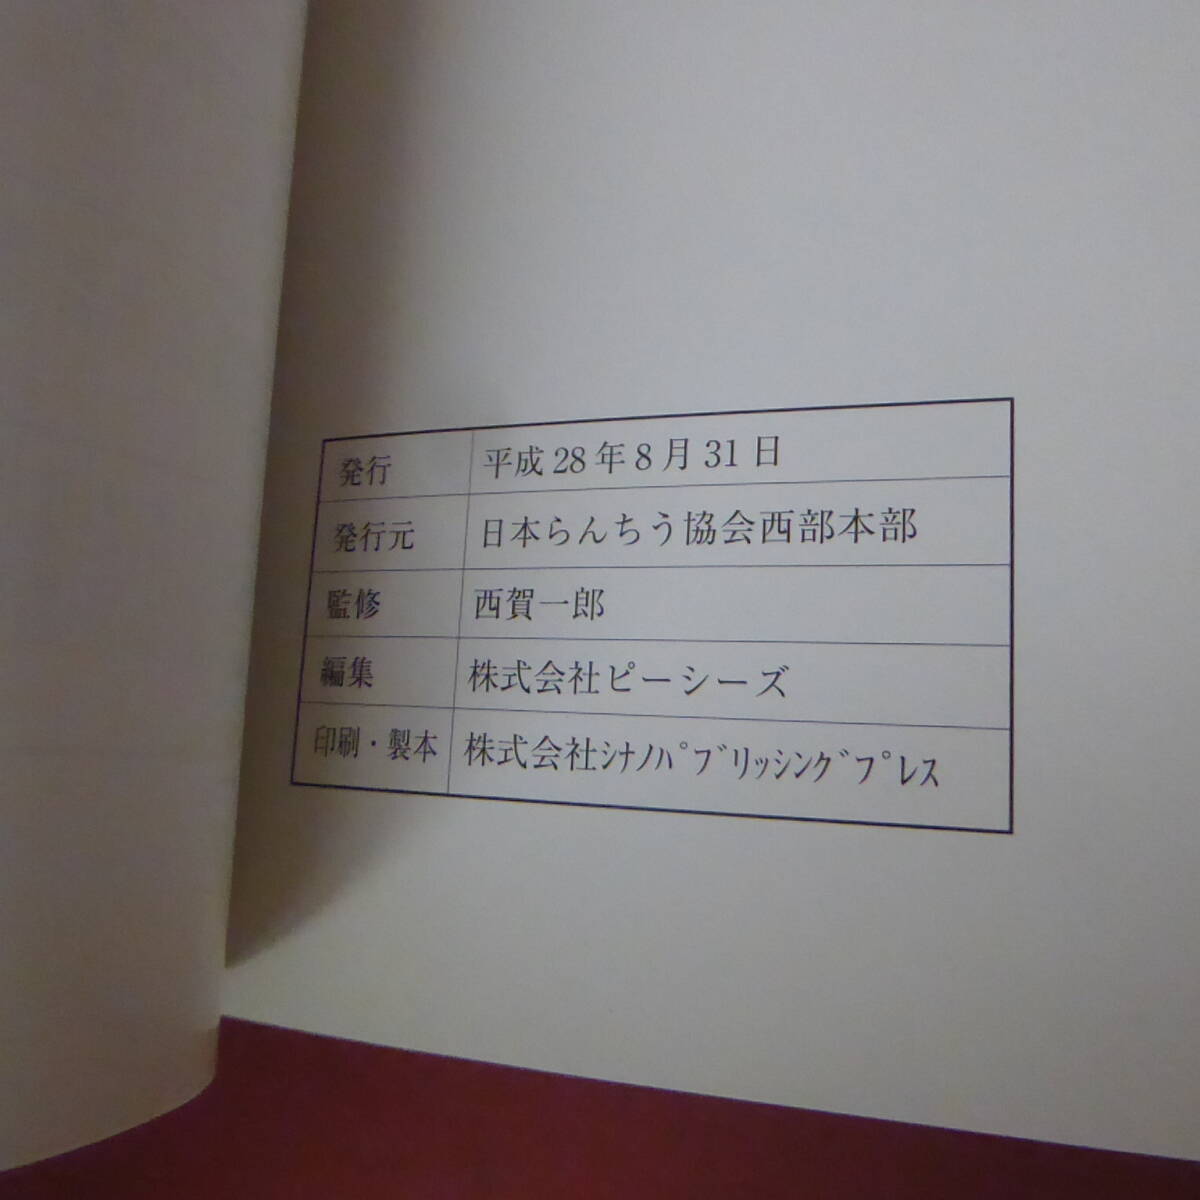 発行 平成28年8月31日
発行元 日本らんちう協会西部本部
監修 西賀一郎
編集 株式会社ピーシーズ
印刷・製本 株式会社ｼﾅﾉﾊﾟﾌﾞﾘｯｼﾝｸﾞﾌﾟﾚｽ